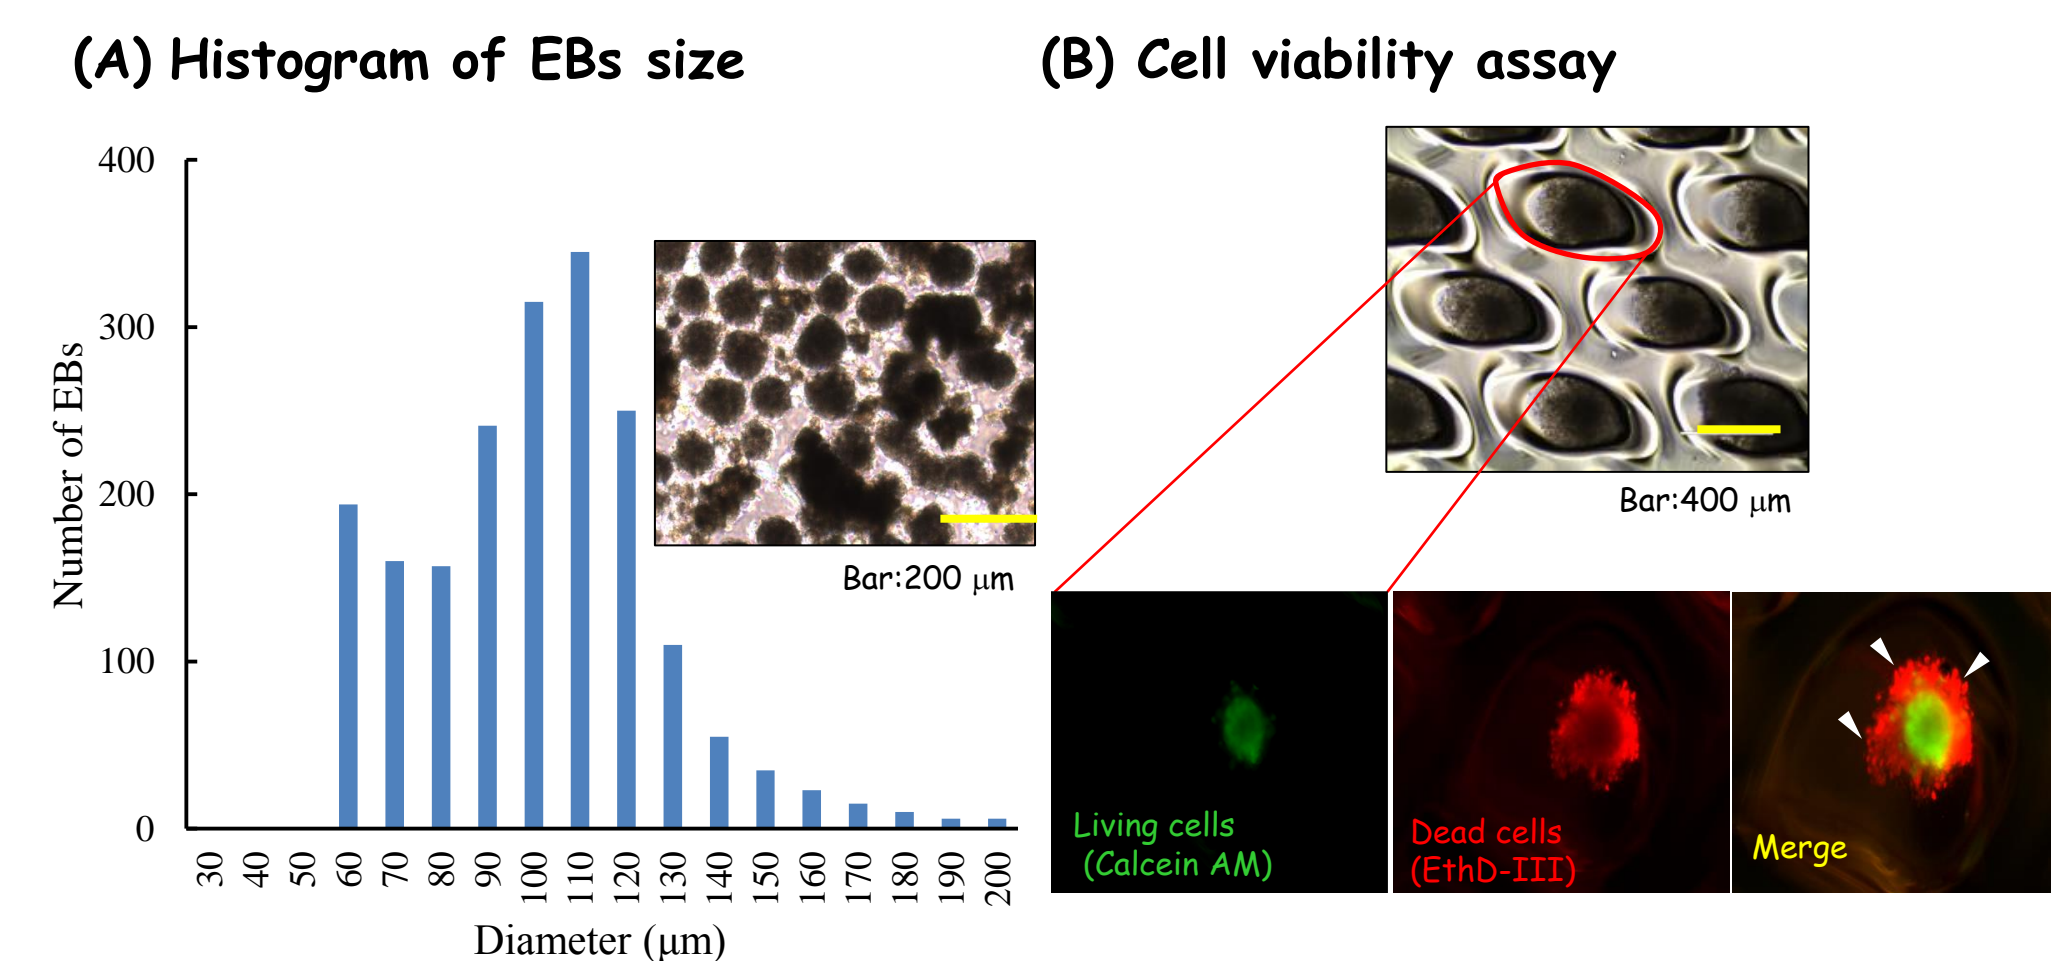 (A) Histogram of EBs size
400
300
200
100
0
Number of EBs
30 40 50 60 70 80 90 100 110 120 130 140 150 160 170 180 190 200
Diameter (μm)
Bar:200 μm
(B) Cell viability assay
Bar:400 μm
Living cells
(Calcein AM)
Dead cells
(EthD-III)
Merge